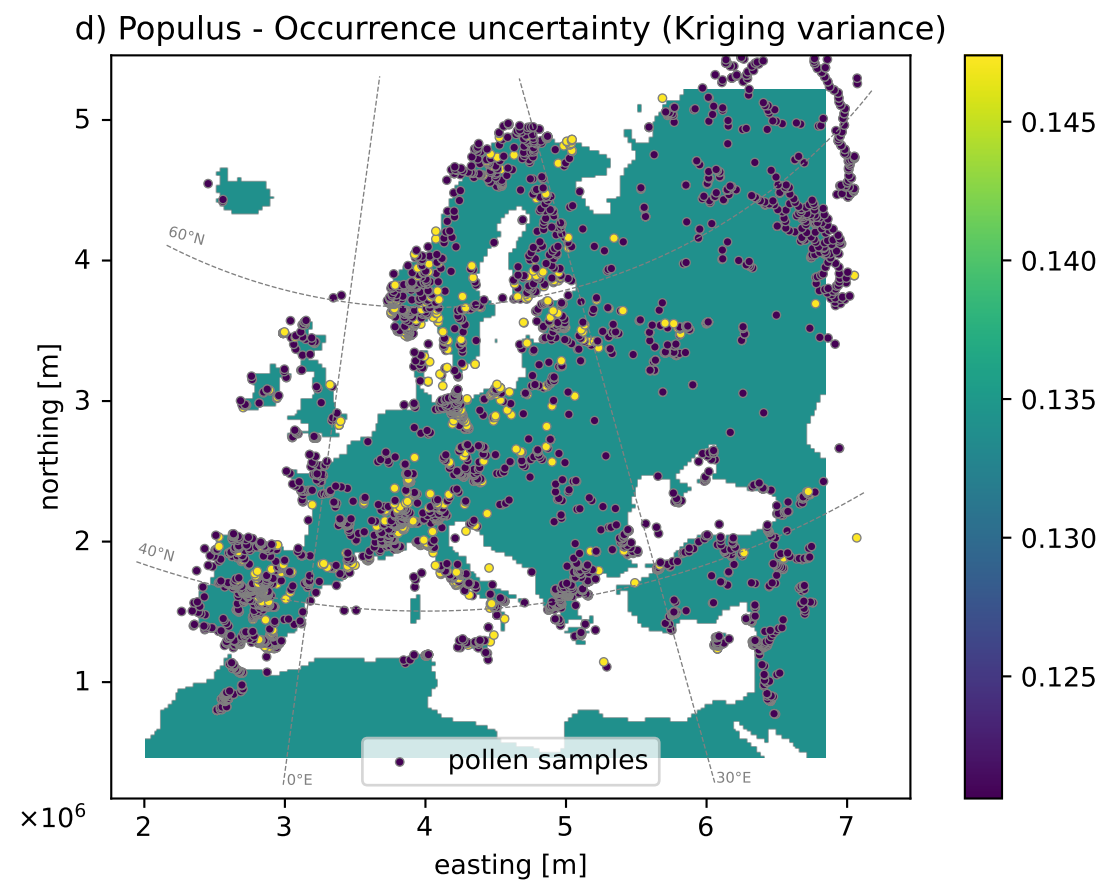 d) Populus - Occurrence uncertainty (Kriging variance)
5
4
3
2
1
northing [m]
×10⁶
2 3 4 5 6 7
easting [m]
60°N
40°N
0°E
30°E
pollen samples
0.145
0.140
0.135
0.130
0.125